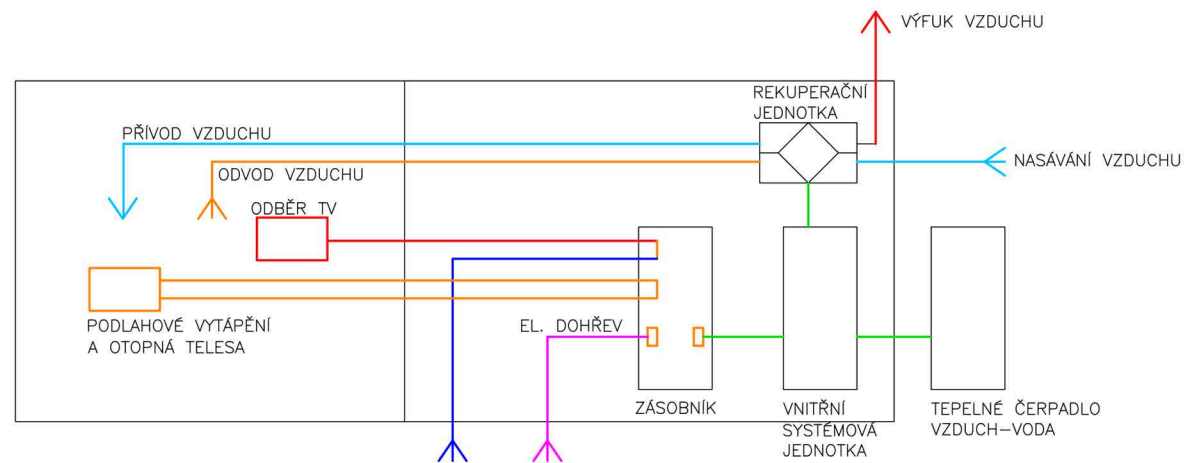 VÝFUK VZDUCHU
REKUPERAČNÍ
JEDNOTKA
PŘÍVOD VZDUCHU
NASÁVÁNÍ VZDUCHU
ODVOD VZDUCHU
ODBĚR TV
PODLAHOVÉ VYTÁPĚNÍ
A OTOPNÁ TELESA
EL. DOHŘEV
ZÁSOBNÍK
VNITŘNÍ
SYSTÉMOVÁ
JEDNOTKA
TEPELNÉ ČERPADLO
VZDUCH-VODA